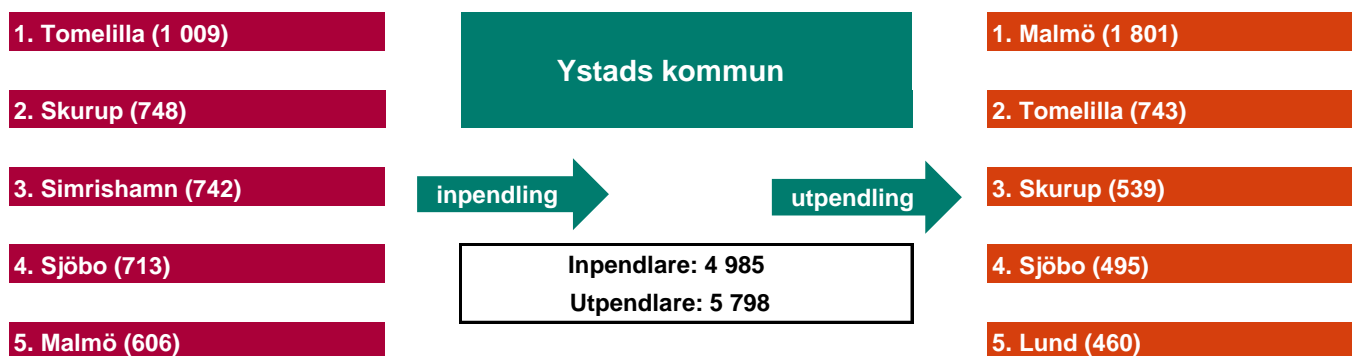 1. Tomelilla (1 009)
2. Skurup (748)
3. Simrishamn (742)
4. Sjöbo (713)
5. Malmö (606)
Ystads kommun
inpendling
utpendling
Inpendlare: 4 985
Utpendlare: 5 798
1. Malmö (1 801)
2. Tomelilla (743)
3. Skurup (539)
4. Sjöbo (495)
5. Lund (460)